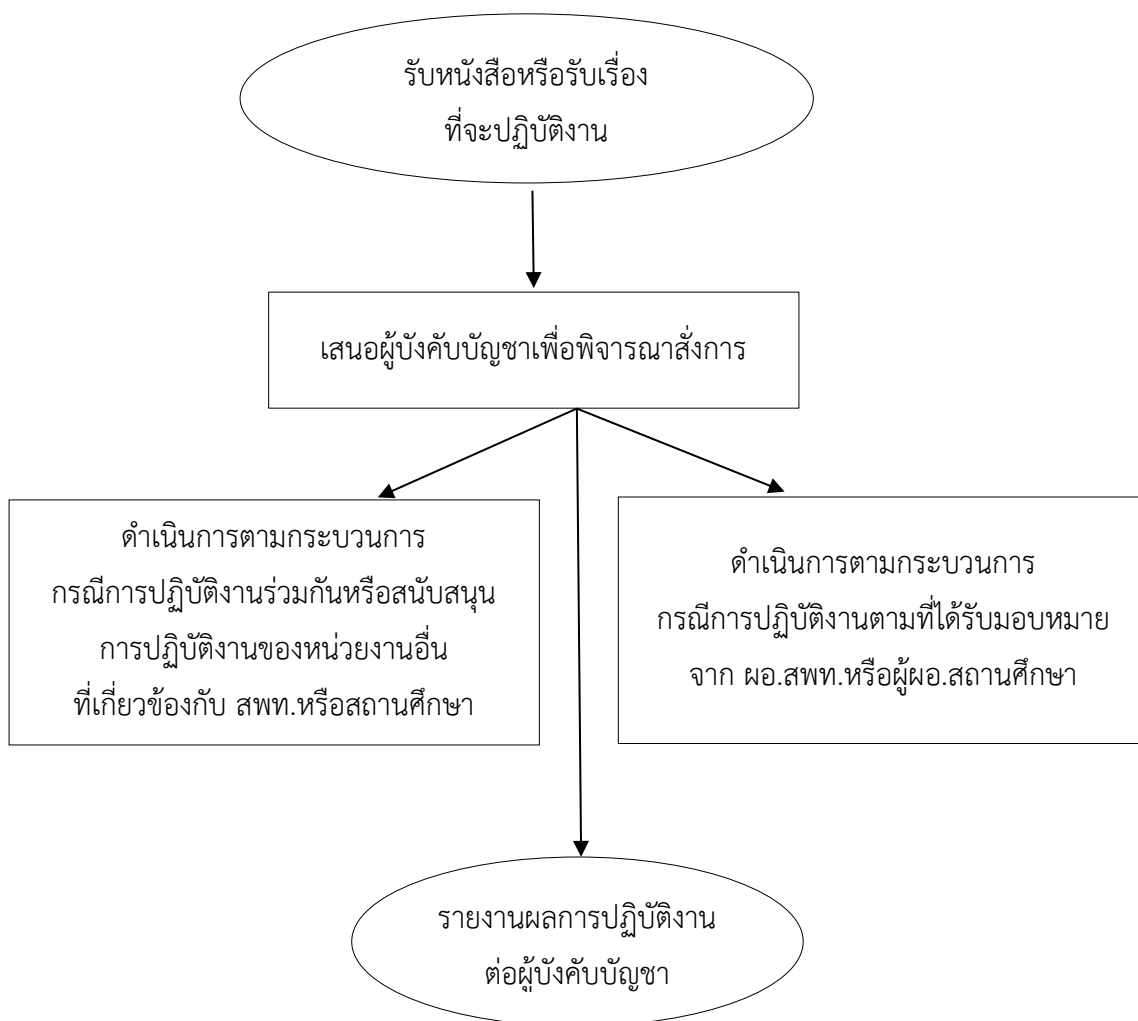 รับหนังสือหรือรับเรื่อง
ที่จะปฏิบัติงาน
เสนอผู้บังคับบัญชาเพื่อพิจารณาสั่งการ
ดำเนินการตามกระบวนการ
กรณีการปฏิบัติงานร่วมกันหรือสนับสนุน
การปฏิบัติงานของหน่วยงานอื่น
ที่เกี่ยวข้องกับ สพท.หรือสถานศึกษา
ดำเนินการตามกระบวนการ
กรณีการปฏิบัติงานตามที่ได้รับมอบหมาย
จาก ผอ.สพท.หรือผู้ผอ.สถานศึกษา
รายงานผลการปฏิบัติงาน
ต่อผู้บังคับบัญชา